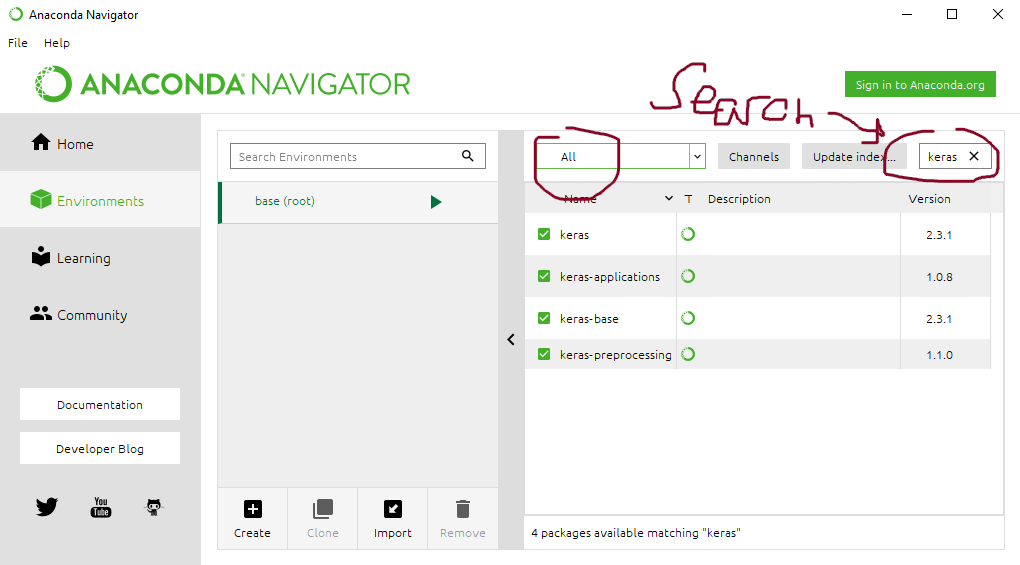 Anaconda Navigator
File Help
ANACONDA NAVIGATOR
Search
Sign in to Anaconda.org
Home
Environments
Learning
Community
Documentation
Developer Blog
You Tube
Search Environments
base (root)
Create Clone Import Remove
All Channels Update index... keras
Name T Description Version
keras 2.3.1
keras-applications 1.0.8
keras-base 2.3.1
keras-preprocessing 1.1.0
4 packages available matching "keras"